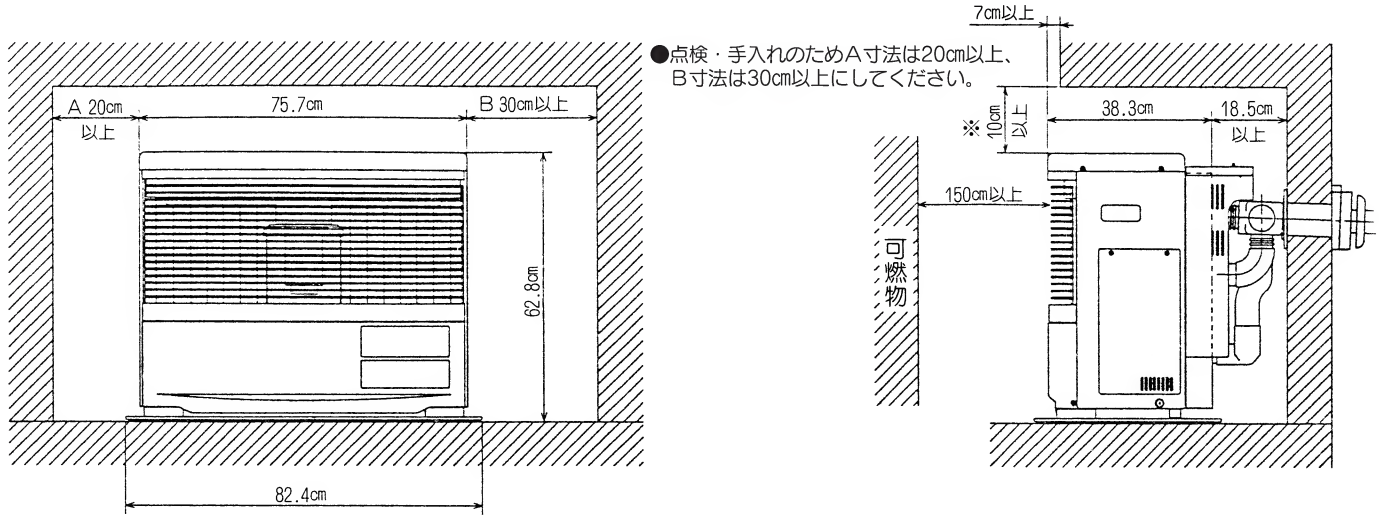 A 20cm
以上
75.7cm
B 30cm以上
62.8cm
82.4cm
●点検・手入れのためA寸法は20cm以上、
B寸法は30cm以上にしてください。
7cm以上
※10cm
以上
38.3cm
18.5cm
以上
150cm以上
可燃物